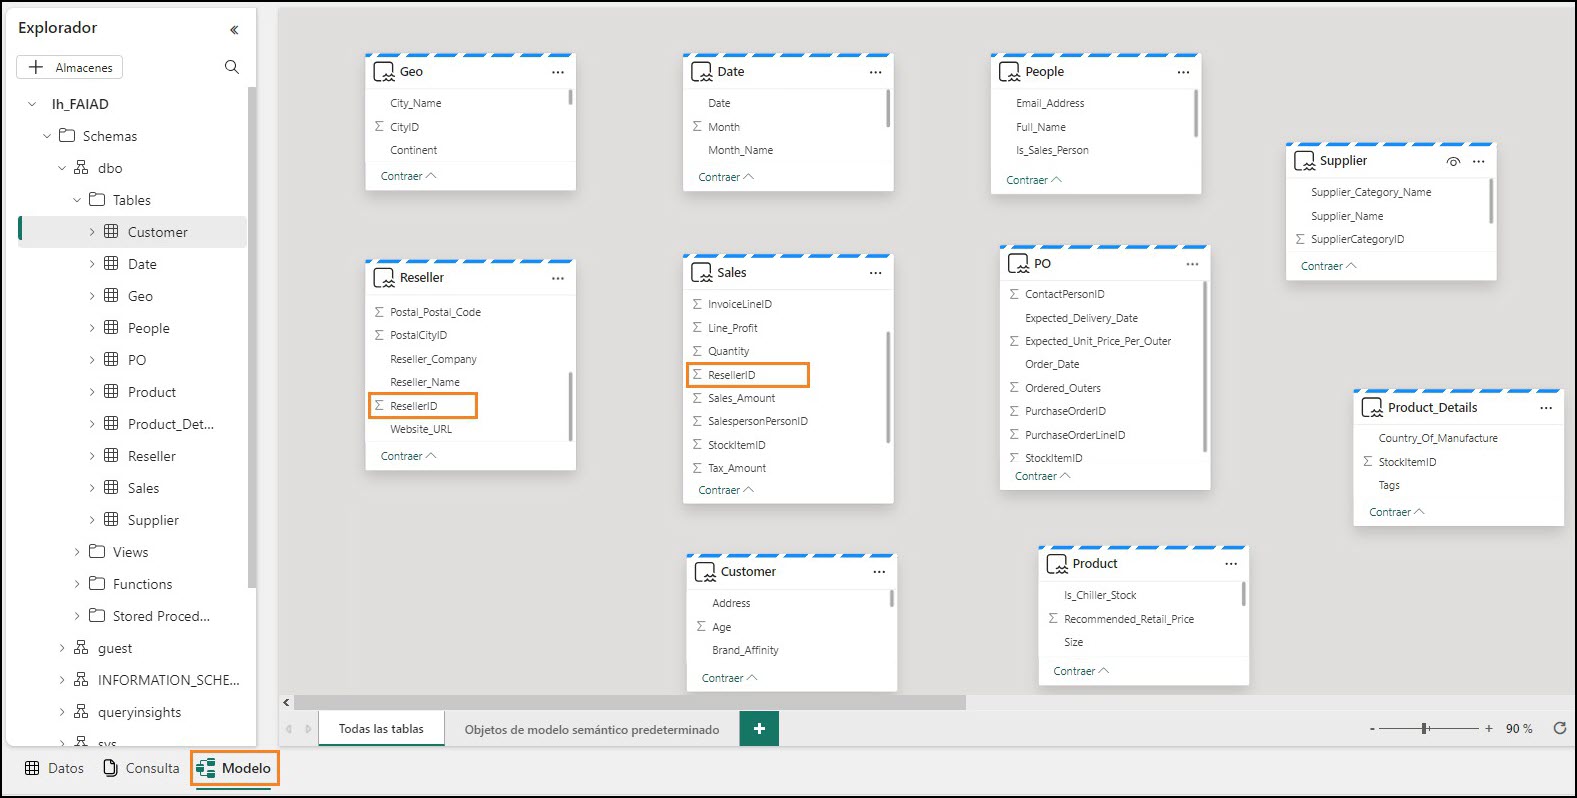 Explorador
Almacenes
lh_FAIAD
Schemas
dbo
Tables
Customer
Date
Geo
People
PO
Product
Product_Det...
Reseller
Sales
Supplier
Views
Functions
Stored Proced...
guest
INFORMATION_SCHE...
queryinsights
sys
Geo
City_Name
CityID
Continent
Contraer
Date
Date
Month
Month_Name
Contraer
People
Email_Address
Full_Name
Is_Sales_Person
Contraer
Supplier
Supplier_Category_Name
Supplier_Name
SupplierCategoryID
Contraer
Reseller
Postal_Postal_Code
PostalCityID
Reseller_Company
Reseller_Name
ResellerID
Website_URL
Contraer
Sales
InvoiceLineID
Line_Profit
Quantity
ResellerID
Sales_Amount
SalespersonPersonID
StockItemID
Tax_Amount
Contraer
PO
ContactPersonID
Expected_Delivery_Date
Expected_Unit_Price_Per_Outer
Order_Date
Ordered_Outers
PurchaseOrderID
PurchaseOrderLineID
StockItemID
Contraer
Product_Details
Country_Of_Manufacture
StockItemID
Tags
Contraer
Customer
Address
Age
Brand_Affinity
Contraer
Product
Is_Chiller_Stock
Recommended_Retail_Price
Size
Contraer
Todas las tablas
Objetos de modelo semántico predeterminado
90 %
Datos
Consulta
Modelo